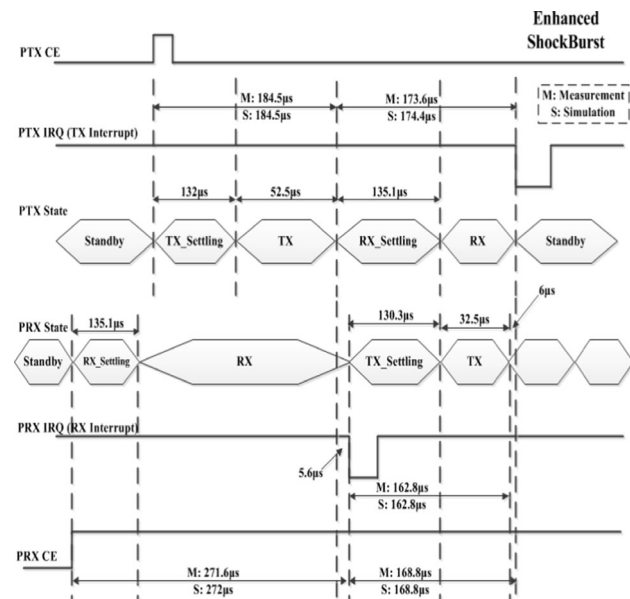 Enhanced
ShockBurst
PTX CE
M: 184.5µs
S: 184.5µs
M: 173.6µs
S: 174.4µs
M: Measurement
S: Simulation
PTX IRQ (TX Interrupt)
132µs
52.5µs
135.1µs
PTX State
Standby
TX_Settling
TX
RX_Settling
RX
Standby
6µs
PRX State
135.1µs
130.3µs
32.5µs
Standby
RX_Settling
RX
TX_Settling
TX
PRX IRQ (RX Interrupt)
5.6µs
M: 162.8µs
S: 162.8µs
PRX CE
M: 271.6µs
S: 272µs
M: 168.8µs
S: 168.8µs